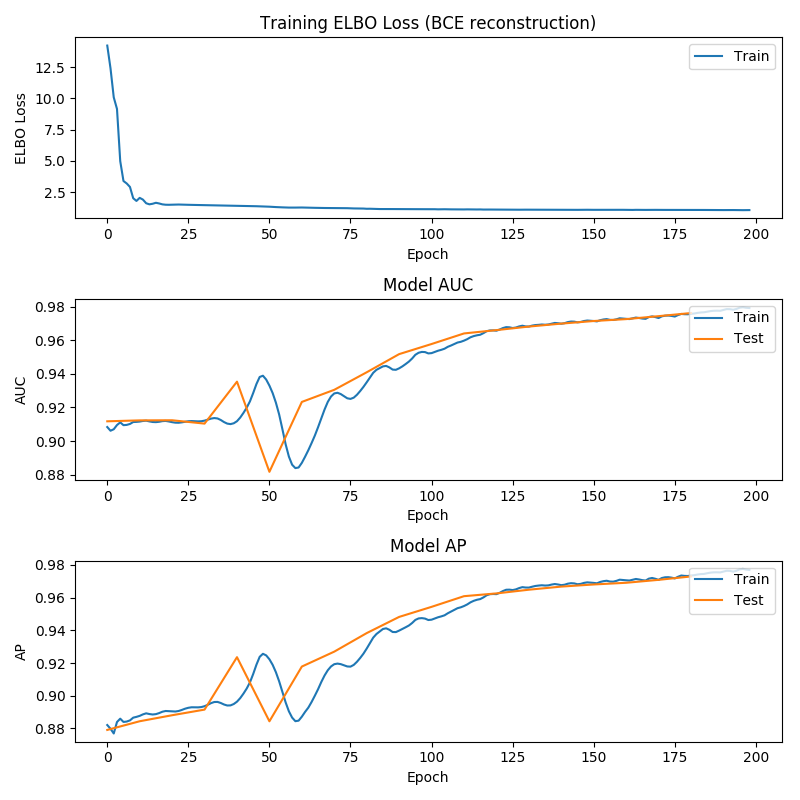 Training ELBO Loss (BCE reconstruction)
12.5
10.0
7.5
5.0
2.5
ELBO Loss
Train
0 25 50 75 100 125 150 175 200
Epoch
Model AUC
0.98
0.96
0.94
0.92
0.90
0.88
AUC
Train
Test
0 25 50 75 100 125 150 175 200
Epoch
Model AP
0.98
0.96
0.94
0.92
0.90
0.88
AP
Train
Test
0 25 50 75 100 125 150 175 200
Epoch